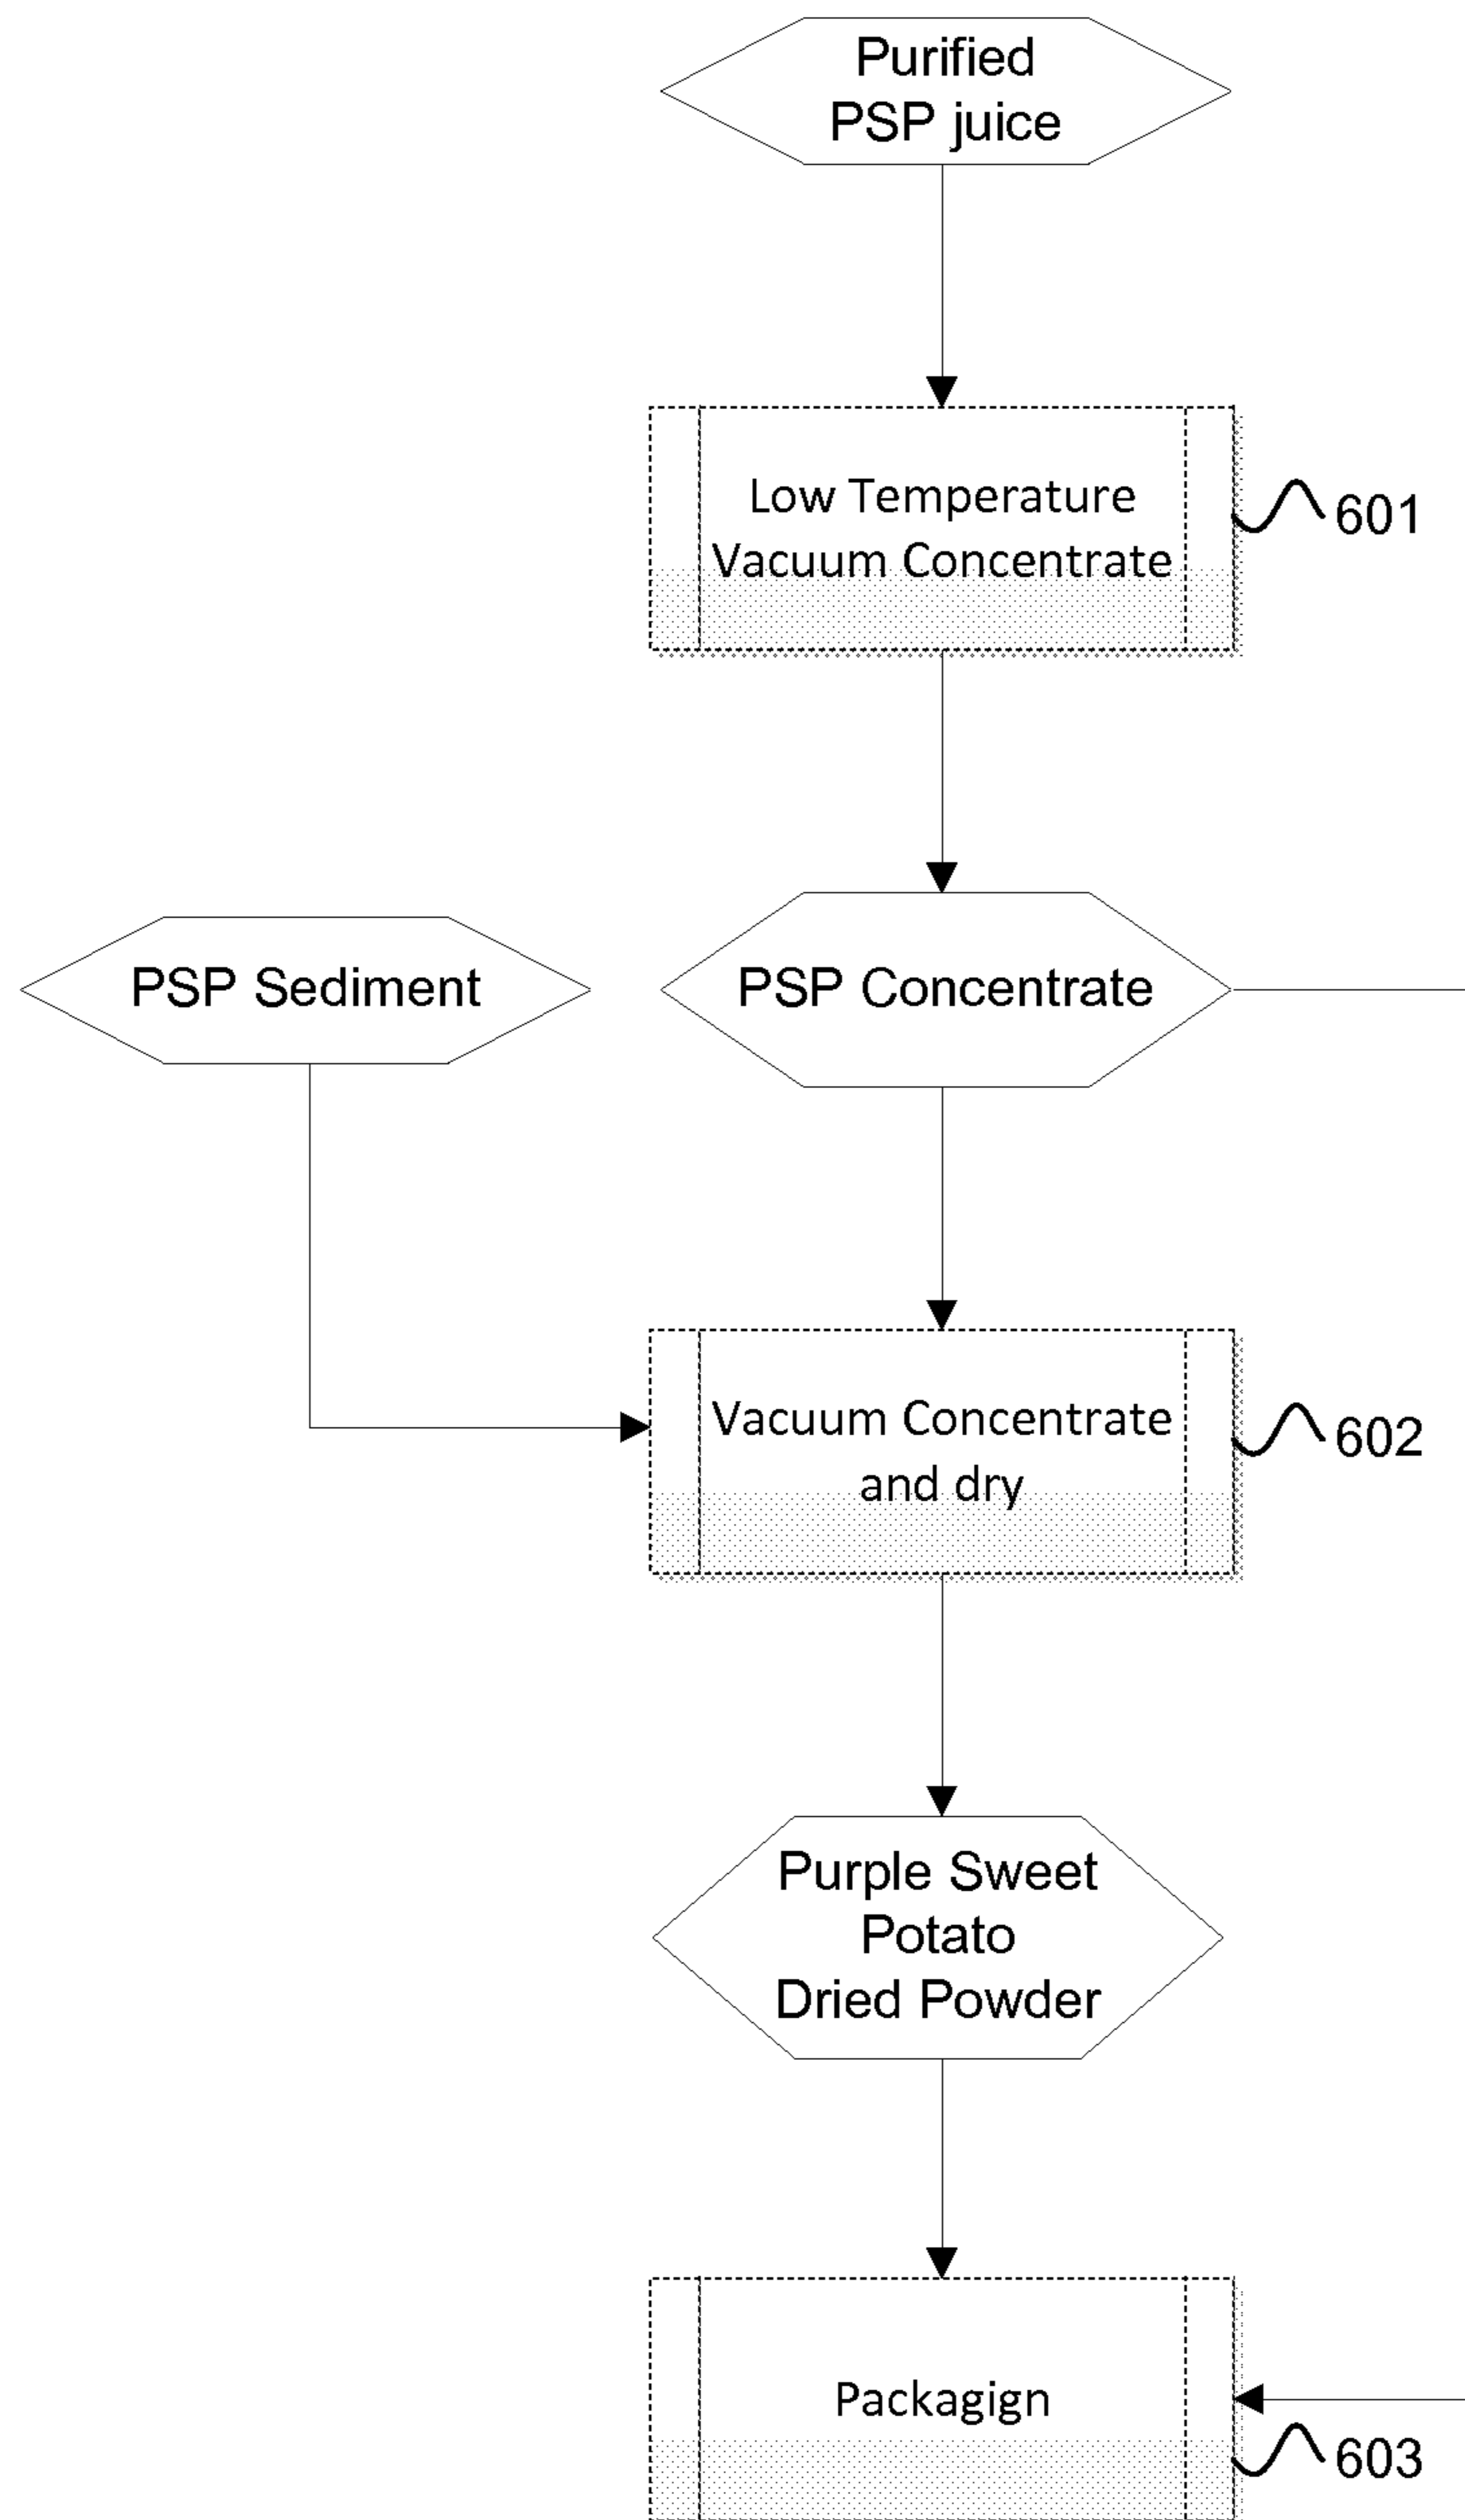 Purified
PSP juice
Low Temperature
Vacuum Concentrate
601
PSP Sediment
PSP Concentrate
Vacuum Concentrate
and dry
602
Purple Sweet
Potato
Dried Powder
Packagign
603